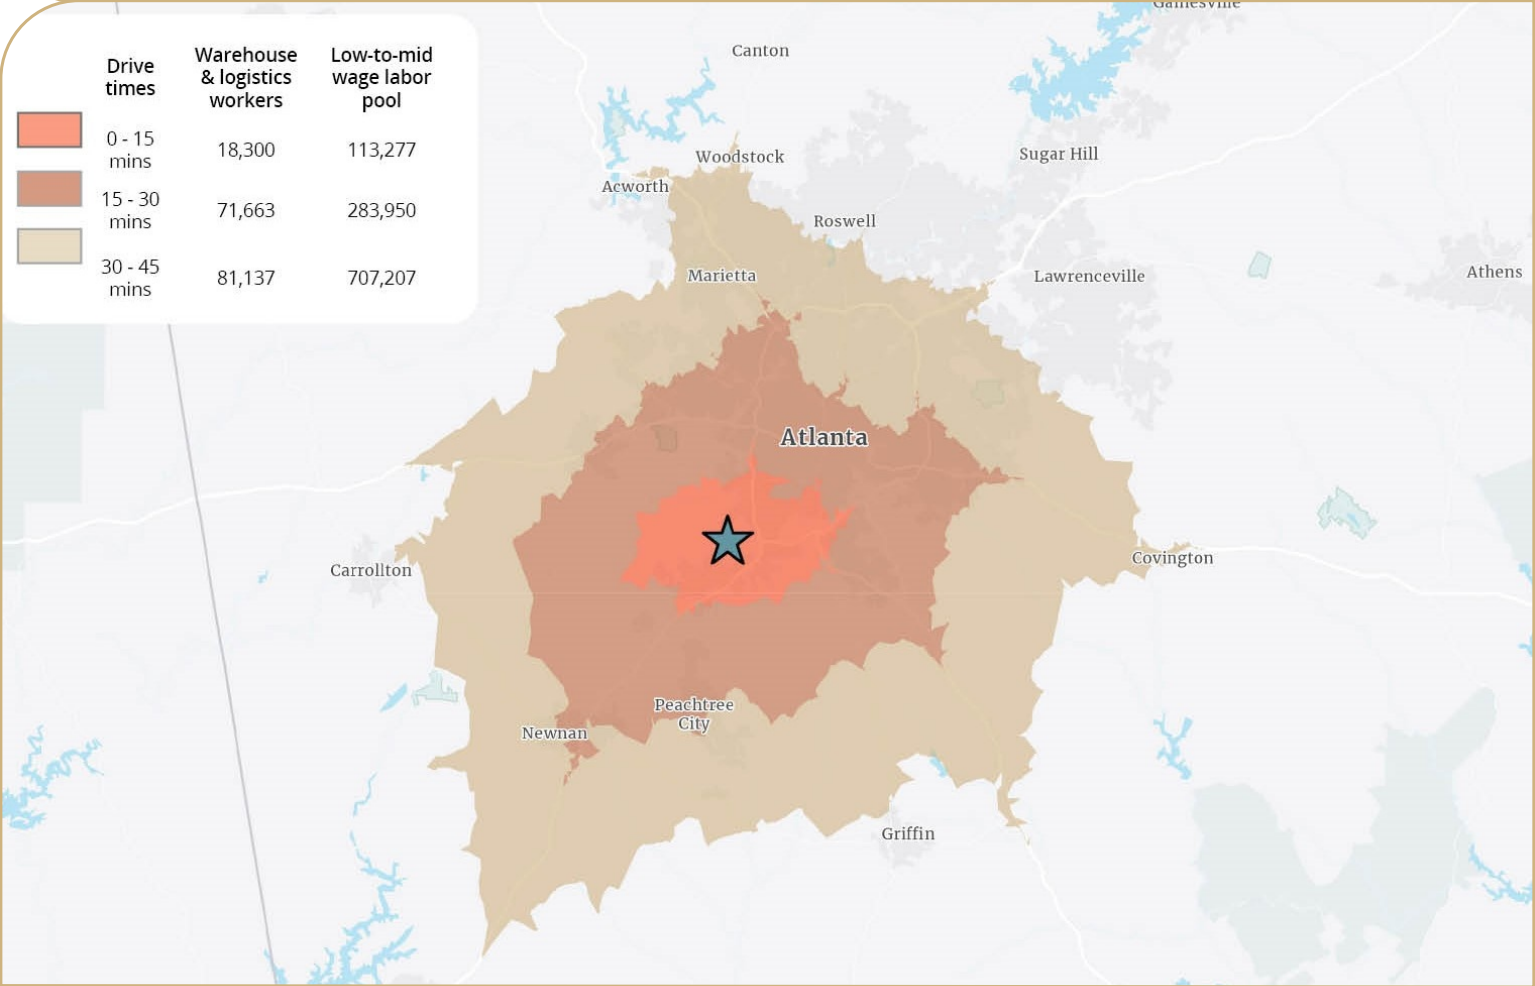 Drive
times
Warehouse
& logistics
workers
Low-to-mid
wage labor
pool
0 - 15
mins
18,300
113,277
15 - 30
mins
71,663
283,950
30 - 45
mins
81,137
707,207
Gainesville
Canton
Woodstock
Sugar Hill
Acworth
Roswell
Marietta
Lawrenceville
Athens
Atlanta
Carrollton
Covington
Peachtree
City
Newnan
Griffin